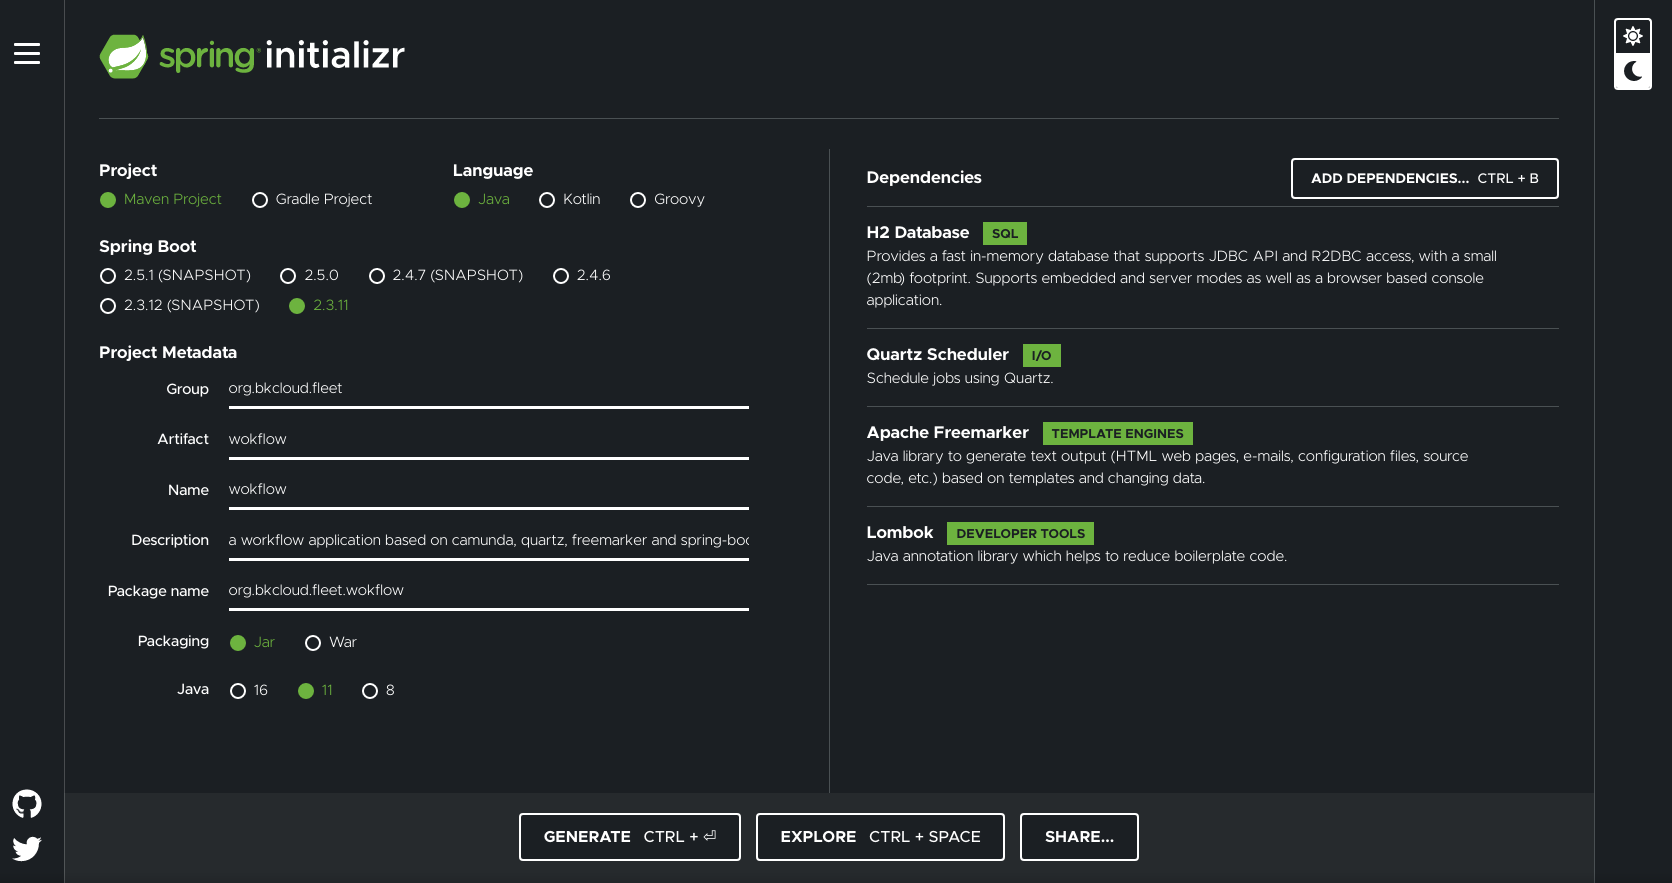 spring initializr
Project
Maven Project Gradle Project
Language
Java Kotlin Groovy
Spring Boot
2.5.1 (SNAPSHOT) 2.5.0 2.4.7 (SNAPSHOT) 2.4.6
2.3.12 (SNAPSHOT) 2.3.11
Project Metadata
Group org.bkcloud.fleet
Artifact wokflow
Name wokflow
Description a workflow application based on camunda, quartz, freemarker and spring-boo
Package name org.bkcloud.fleet.wokflow
Packaging Jar War
Java 16 11 8
Dependencies
ADD DEPENDENCIES... CTRL + B
H2 Database SQL
Provides a fast in-memory database that supports JDBC API and R2DBC access, with a small
(2mb) footprint. Supports embedded and server modes as well as a browser based console
application.
Quartz Scheduler I/O
Schedule jobs using Quartz.
Apache Freemarker TEMPLATE ENGINES
Java library to generate text output (HTML web pages, e-mails, configuration files, source
code, etc.) based on templates and changing data.
Lombok DEVELOPER TOOLS
Java annotation library which helps to reduce boilerplate code.
GENERATE CTRL + ⏎
EXPLORE CTRL + SPACE
SHARE...